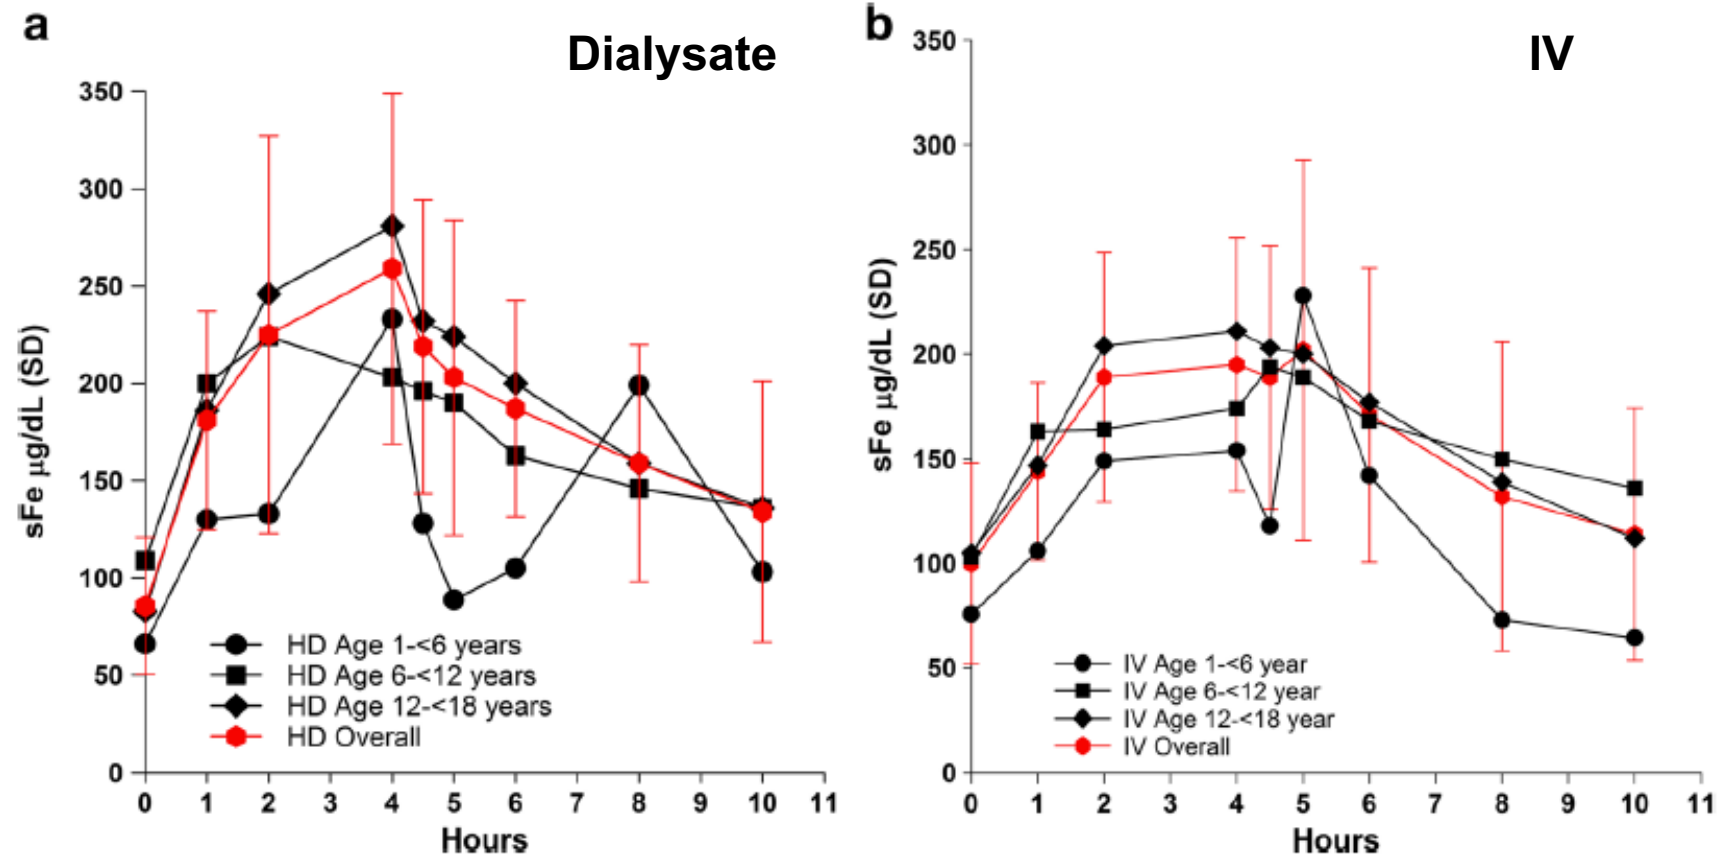 a
Dialysate
350
300
250
200
150
100
50
0
sFe µg/dL (SD)
HD Age 1-<6 years
HD Age 6-<12 years
HD Age 12-<18 years
HD Overall
0 1 2 3 4 5 6 7 8 9 10 11
Hours
b
IV
350
300
250
200
150
100
50
0
sFe µg/dL (SD)
IV Age 1-<6 year
IV Age 6-<12 year
IV Age 12-<18 year
IV Overall
0 1 2 3 4 5 6 7 8 9 10 11
Hours